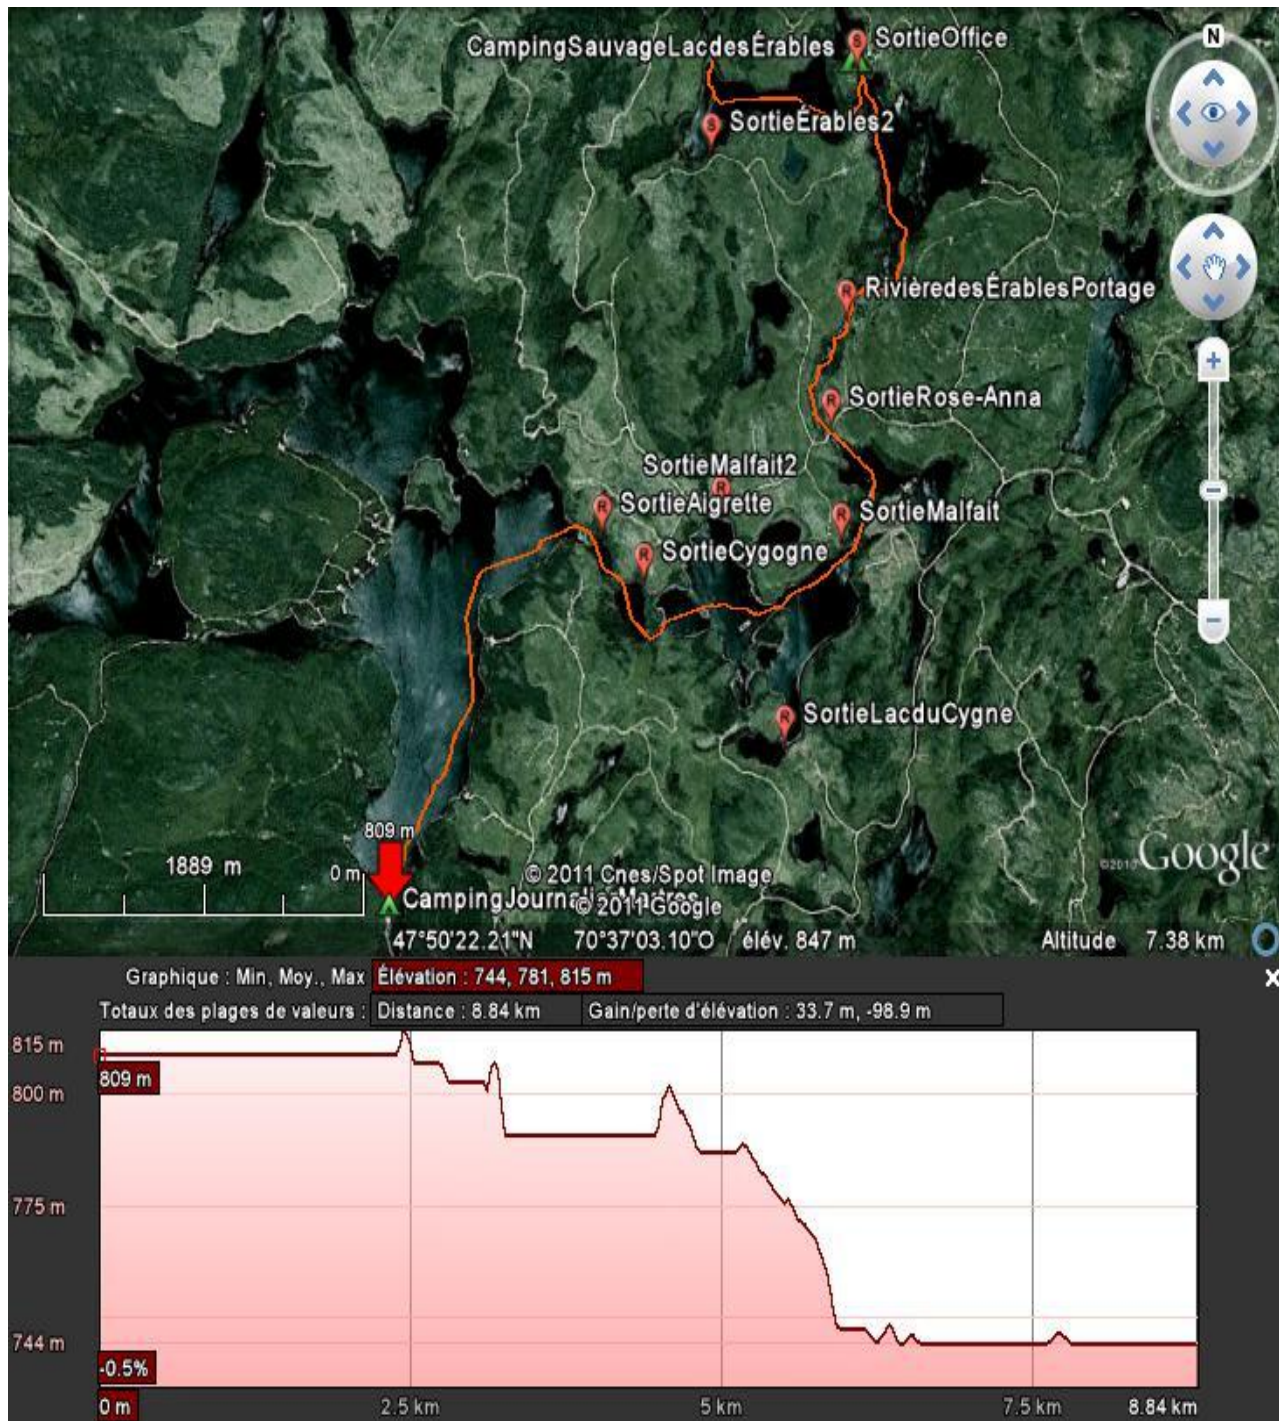 CampingSauvageLacdesÉrables
SortieOffice
N
S
SortieÉrables2
S
RivièredesÉrablesPortage
R
SortieRose-Anna
R
SortieMalfait2
R
SortieAigrette
R
SortieMalfait
R
SortieCygogne
R
SortieLacduCygne
R
809 m
1889 m
0 m
©2010 Google
© 2011 Cnes/Spot Image
CampingJournalis
© 2011 Google
47°50'22.21"N 70°37'03.10"O élév. 847 m Altitude 7.38 km
Graphique : Min, Moy., Max Élévation : 744, 781, 815 m
Totaux des plages de valeurs : Distance : 8.84 km Gain/perte d'élévation : 33.7 m, -98.9 m
815 m
809 m
800 m
775 m
744 m
-0.5%
0 m 2.5 km 5 km 7.5 km 8.84 km